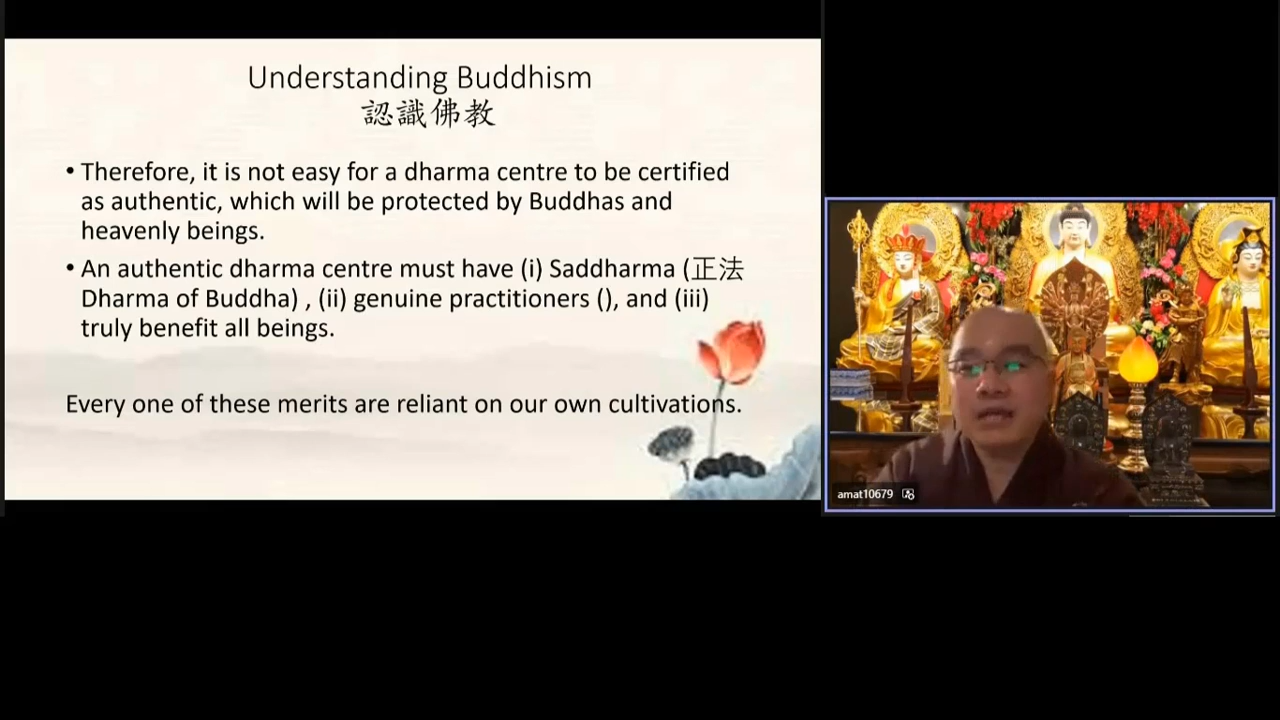 Understanding Buddhism
認識佛教
• Therefore, it is not easy for a dharma centre to be certified
as authentic, which will be protected by Buddhas and
heavenly beings.
• An authentic dharma centre must have (i) Saddharma (正法
Dharma of Buddha) , (ii) genuine practitioners (), and (iii)
truly benefit all beings.
Every one of these merits are reliant on our own cultivations.
amat10679